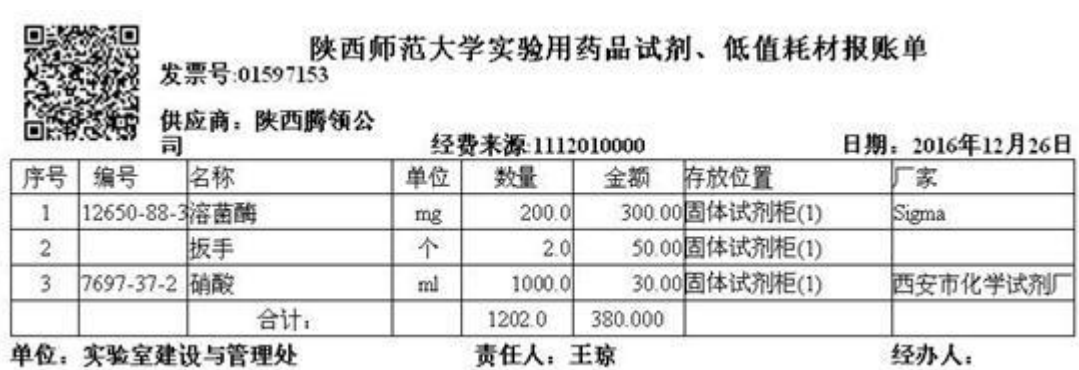 陕西师范大学实验用药品试剂、低值耗材报账单
发票号:01597153
供应商：陕西腾领公司
经费来源:1112010000 日期：2016年12月26日
序号 编号 名称 单位 数量 金额 存放位置 厂家
1 12650-88-3 溶菌酶 mg 200.0 300.00 固体试剂柜(1) Sigma
2 扳手 个 2.0 50.00 固体试剂柜(1)
3 7697-37-2 硝酸 ml 1000.0 30.00 固体试剂柜(1) 西安市化学试剂厂
合计： 1202.0 380.000
单位：实验室建设与管理处 责任人：王琼 经办人：